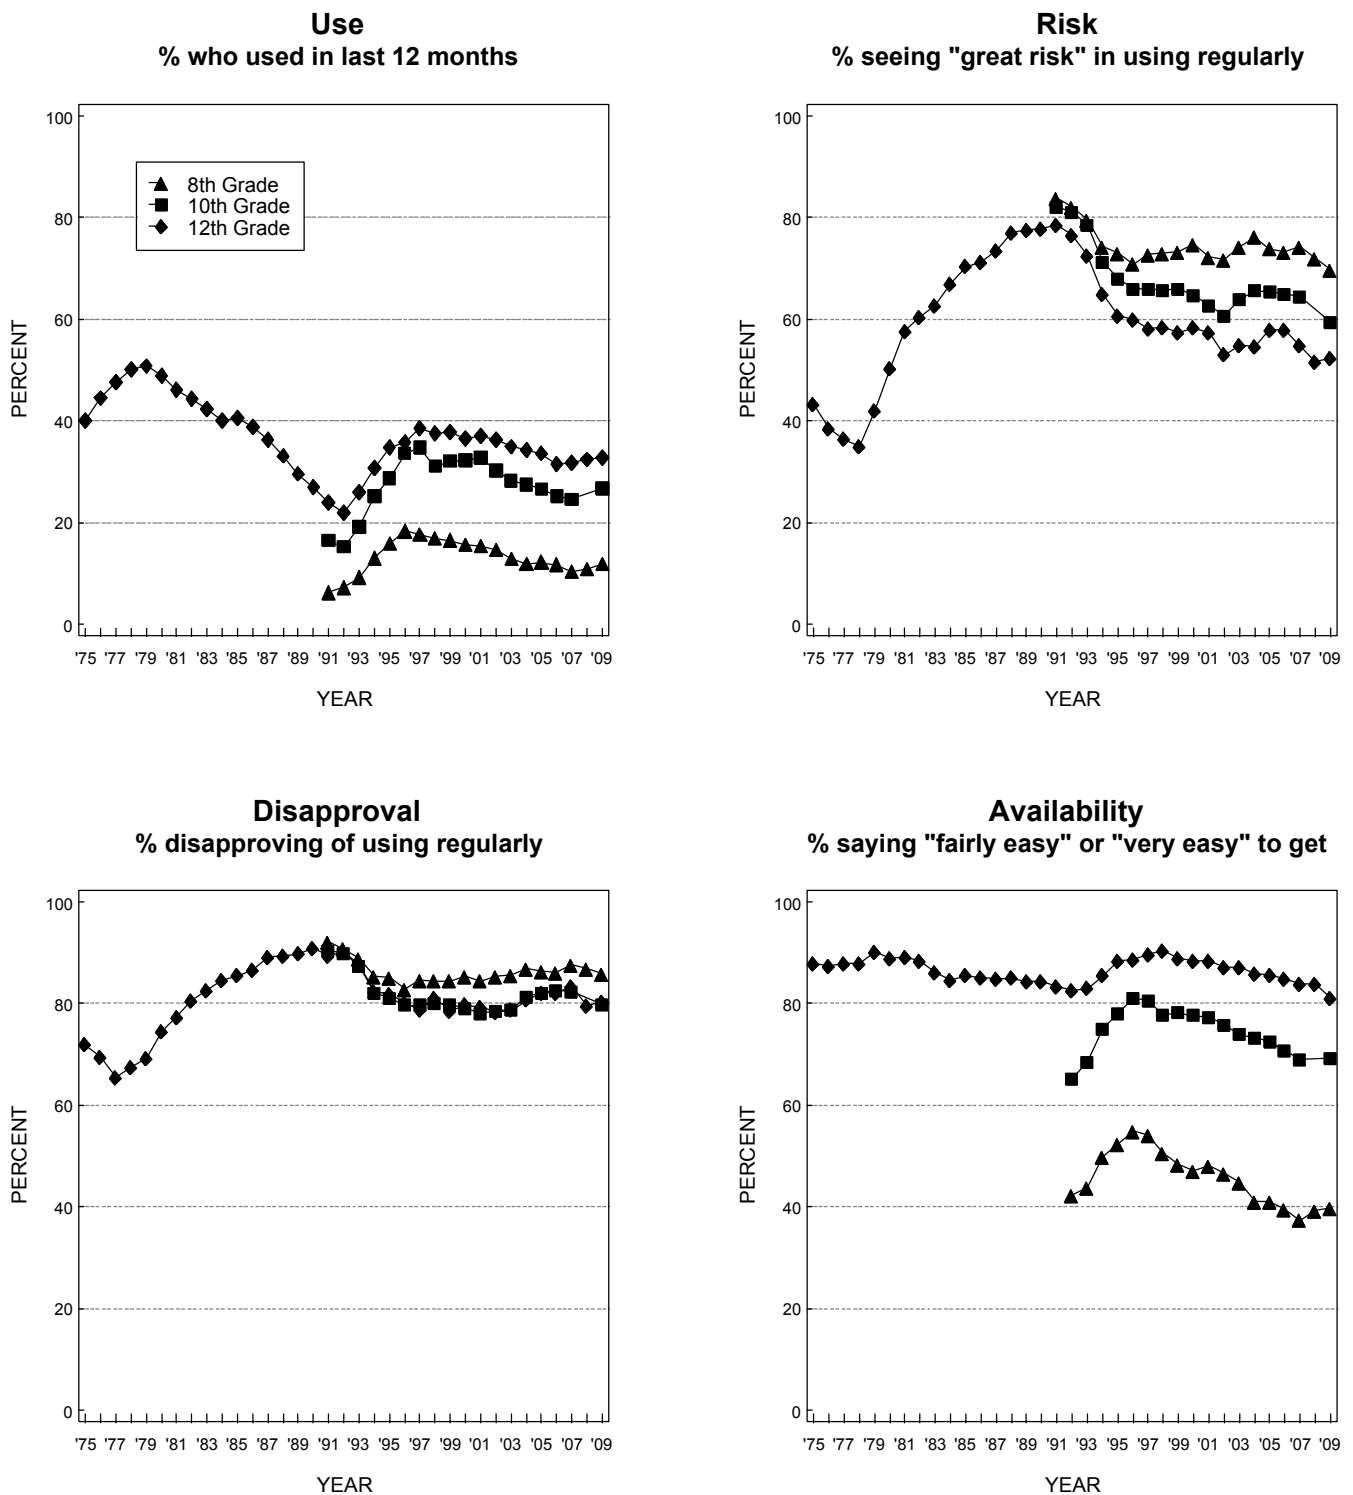 Use
% who used in last 12 months
100
80
60
40
20
0
PERCENT
8th Grade
10th Grade
12th Grade
'75 '77 '79 '81 '83 '85 '87 '89 '91 '93 '95 '97 '99 '01 '03 '05 '07 '09
YEAR
Risk
% seeing "great risk" in using regularly
100
80
60
40
20
0
PERCENT
'75 '77 '79 '81 '83 '85 '87 '89 '91 '93 '95 '97 '99 '01 '03 '05 '07 '09
YEAR
Disapproval
% disapproving of using regularly
100
80
60
40
20
0
PERCENT
'75 '77 '79 '81 '83 '85 '87 '89 '91 '93 '95 '97 '99 '01 '03 '05 '07 '09
YEAR
Availability
% saying "fairly easy" or "very easy" to get
100
80
60
40
20
0
PERCENT
'75 '77 '79 '81 '83 '85 '87 '89 '91 '93 '95 '97 '99 '01 '03 '05 '07 '09
YEAR